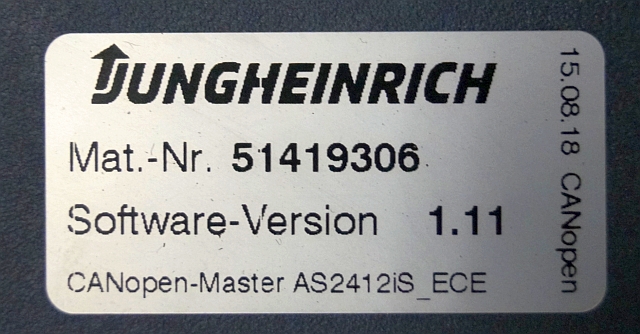 JUNGHEINRICH
Mat.-Nr. 51419306
Software-Version 1.11
CANopen-Master AS2412iS_ECE
15.08.18 CANopen